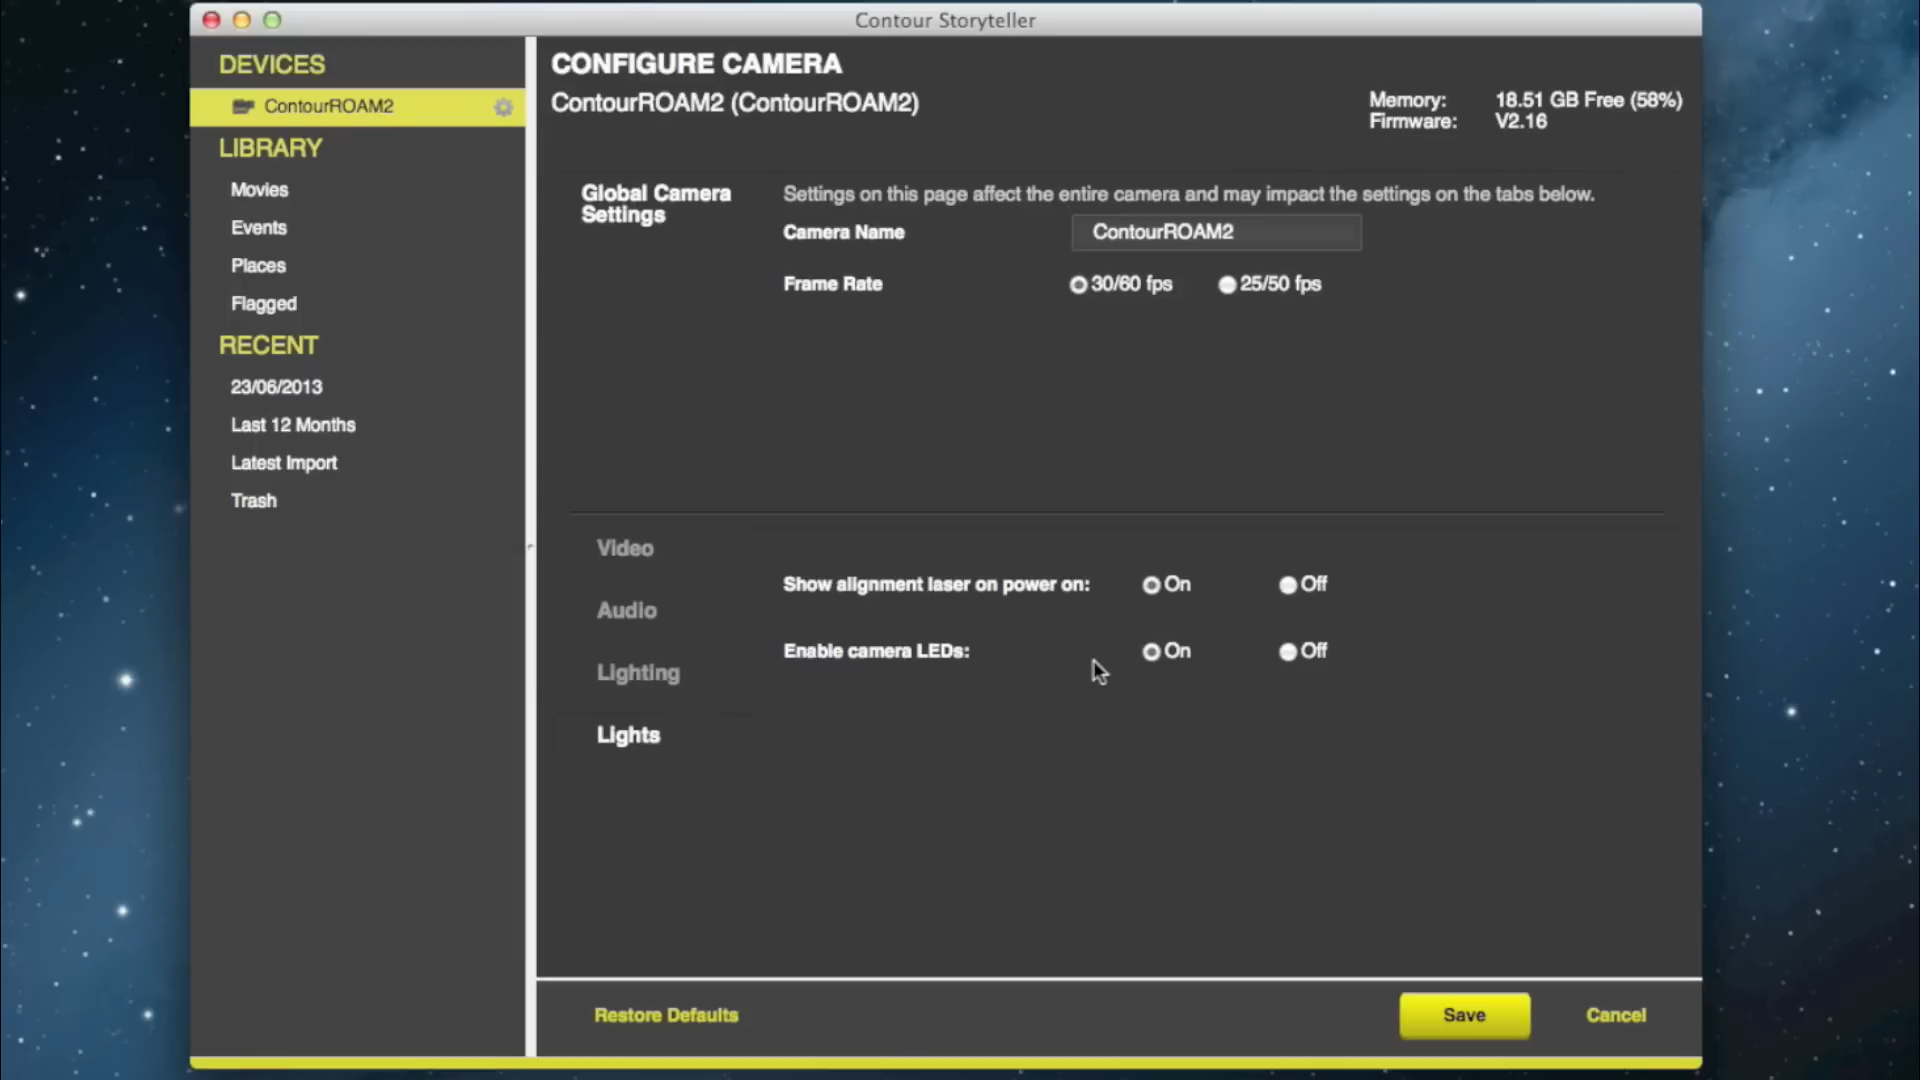 Contour Storyteller
DEVICES
ContourROAM2
LIBRARY
Movies
Events
Places
Flagged
RECENT
23/06/2013
Last 12 Months
Latest Import
Trash
CONFIGURE CAMERA
ContourROAM2 (ContourROAM2)
Memory: 18.51 GB Free (58%)
Firmware: V2.16
Global Camera
Settings
Settings on this page affect the entire camera and may impact the settings on the tabs below.
Camera Name ContourROAM2
Frame Rate 30/60 fps 25/50 fps
Video
Audio
Lighting
Lights
Show alignment laser on power on: On Off
Enable camera LEDs: On Off
Restore Defaults
Save
Cancel